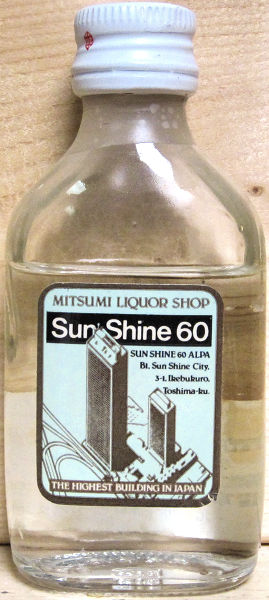 MITSUMI LIQUOR SHOP
Sun Shine 60
SUN SHINE 60 ALPA
B1. Sun Shine City.
3-1. Ikebukuro.
Toshima-ku.
THE HIGHEST BUILDING IN JAPAN